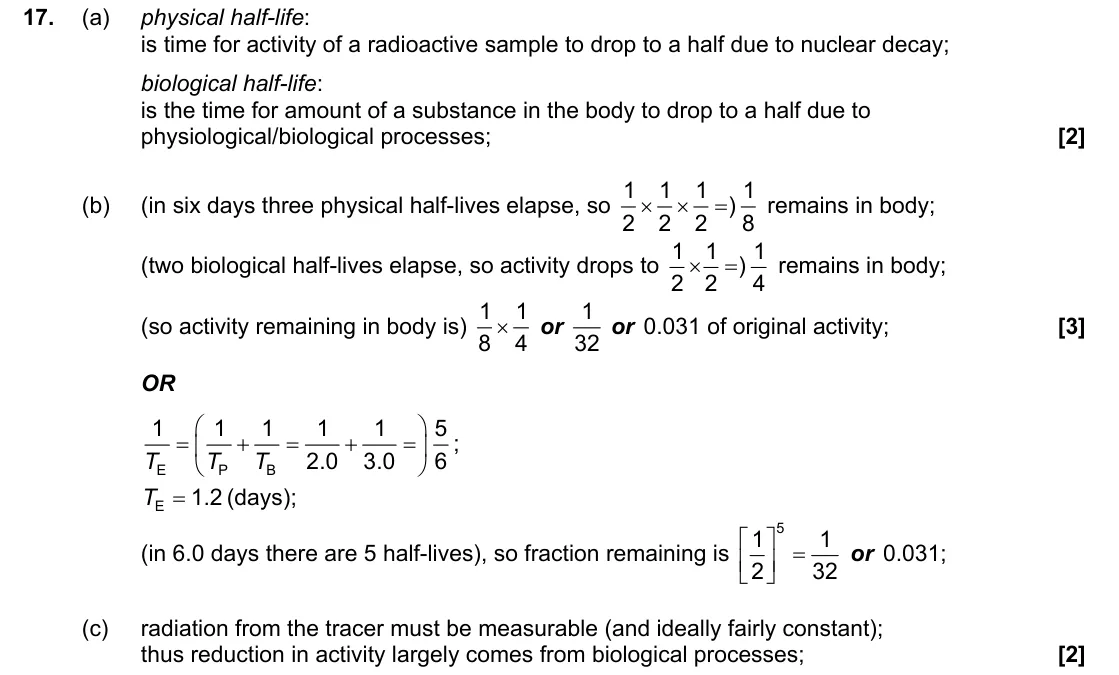 17. (a) physical half-life:
is time for activity of a radioactive sample to drop to a half due to nuclear decay;
biological half-life:
is the time for amount of a substance in the body to drop to a half due to
physiological/biological processes; [2]
(b) (in six days three physical half-lives elapse, so 1/2 × 1/2 × 1/2 =) 1/8 remains in body;
(two biological half-lives elapse, so activity drops to 1/2 × 1/2 =) 1/4 remains in body;
(so activity remaining in body is) 1/8 × 1/4 or 1/32 or 0.031 of original activity; [3]
OR
1/T_E = (1/T_P + 1/T_B = 1/2.0 + 1/3.0 =) 5/6;
T_E = 1.2 (days);
(in 6.0 days there are 5 half-lives), so fraction remaining is [1/2]^5 = 1/32 or 0.031;
(c) radiation from the tracer must be measurable (and ideally fairly constant);
thus reduction in activity largely comes from biological processes; [2]